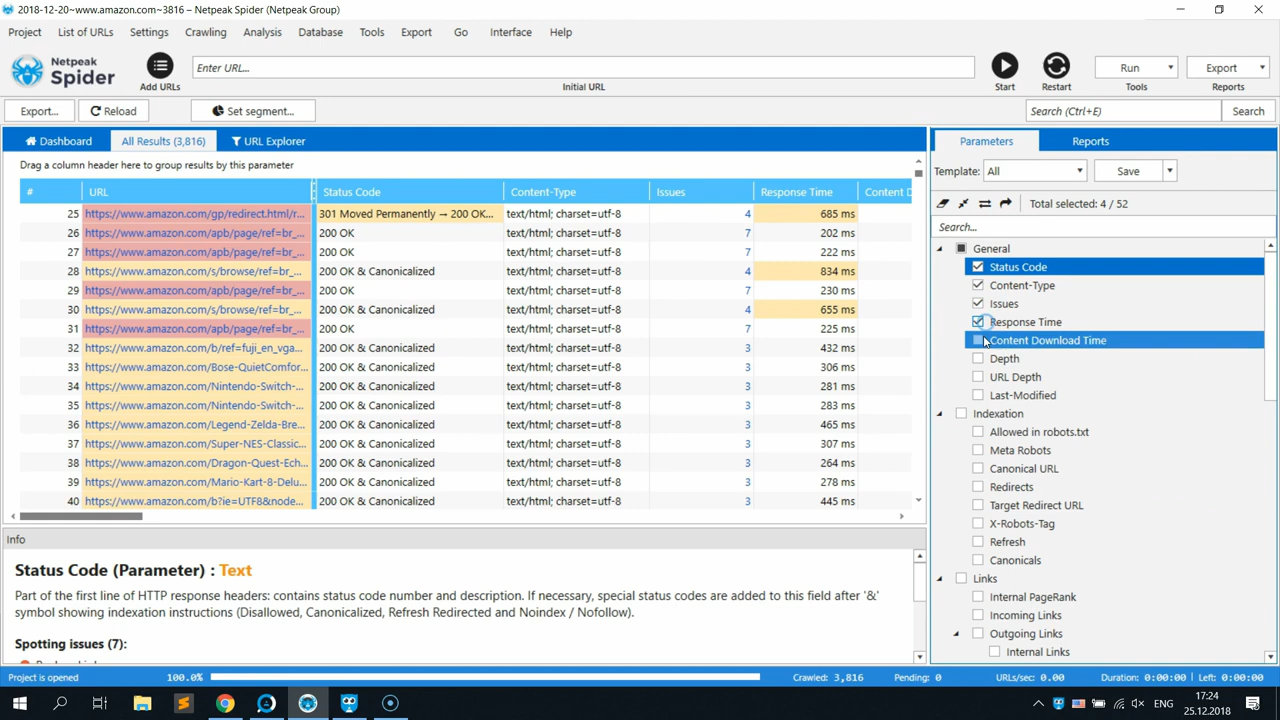 2018-12-20~www.amazon.com~3816 - Netpeak Spider (Netpeak Group)
Project List of URLs Settings Crawling Analysis Database Tools Export Go Interface Help
Netpeak Spider
Add URLs
Enter URL...
Initial URL
Start
Restart
Run
Tools
Export
Reports
Export... Reload Set segment... Search (Ctrl+E) Search
Dashboard All Results (3,816) URL Explorer
Drag a column header here to group results by this parameter
# URL Status Code Content-Type Issues Response Time Content D
25 https://www.amazon.com/gp/redirect.html/r... 301 Moved Permanently → 200 OK... text/html; charset=utf-8 4 685 ms
26 https://www.amazon.com/apb/page/ref=br_... 200 OK text/html; charset=utf-8 7 202 ms
27 https://www.amazon.com/apb/page/ref=br_... 200 OK text/html; charset=utf-8 7 222 ms
28 https://www.amazon.com/s/browse/ref=br_... 200 OK & Canonicalized text/html; charset=utf-8 4 834 ms
29 https://www.amazon.com/apb/page/ref=br_... 200 OK text/html; charset=utf-8 7 230 ms
30 https://www.amazon.com/s/browse/ref=br_... 200 OK & Canonicalized text/html; charset=utf-8 4 655 ms
31 https://www.amazon.com/apb/page/ref=br_... 200 OK text/html; charset=utf-8 7 225 ms
32 https://www.amazon.com/b/ref=fuji_en_vga... 200 OK & Canonicalized text/html; charset=utf-8 3 432 ms
33 https://www.amazon.com/Bose-QuietComfor... 200 OK & Canonicalized text/html; charset=utf-8 3 306 ms
34 https://www.amazon.com/Nintendo-Switch-... 200 OK & Canonicalized text/html; charset=utf-8 3 281 ms
35 https://www.amazon.com/Nintendo-Switch-... 200 OK & Canonicalized text/html; charset=utf-8 3 283 ms
36 https://www.amazon.com/Legend-Zelda-Bre... 200 OK & Canonicalized text/html; charset=utf-8 3 465 ms
37 https://www.amazon.com/Super-NES-Classic... 200 OK & Canonicalized text/html; charset=utf-8 3 307 ms
38 https://www.amazon.com/Dragon-Quest-Ech... 200 OK & Canonicalized text/html; charset=utf-8 3 264 ms
39 https://www.amazon.com/Mario-Kart-8-Delu... 200 OK & Canonicalized text/html; charset=utf-8 3 278 ms
40 https://www.amazon.com/b?ie=UTF8&node... 200 OK & Canonicalized text/html; charset=utf-8 3 445 ms
Info
Status Code (Parameter) : Text
Part of the first line of HTTP response headers: contains status code number and description. If necessary, special status codes are added to this field after '&'
symbol showing indexation instructions (Disallowed, Canonicalized, Refresh Redirected and Noindex / Nofollow).
Spotting issues (7):
Parameters Reports
Template: All Save
Total selected: 4 / 52
Search...
General
Status Code
Content-Type
Issues
Response Time
Content Download Time
Depth
URL Depth
Last-Modified
Indexation
Allowed in robots.txt
Meta Robots
Canonical URL
Redirects
Target Redirect URL
X-Robots-Tag
Refresh
Canonicals
Links
Internal PageRank
Incoming Links
Outgoing Links
Internal Links
Project is opened 100.0% Crawled: 3,816 Pending: 0 URLs/sec: 0.00 Duration: 0:00:00 Left: 0:00:00
ENG
17:24
25.12.2018